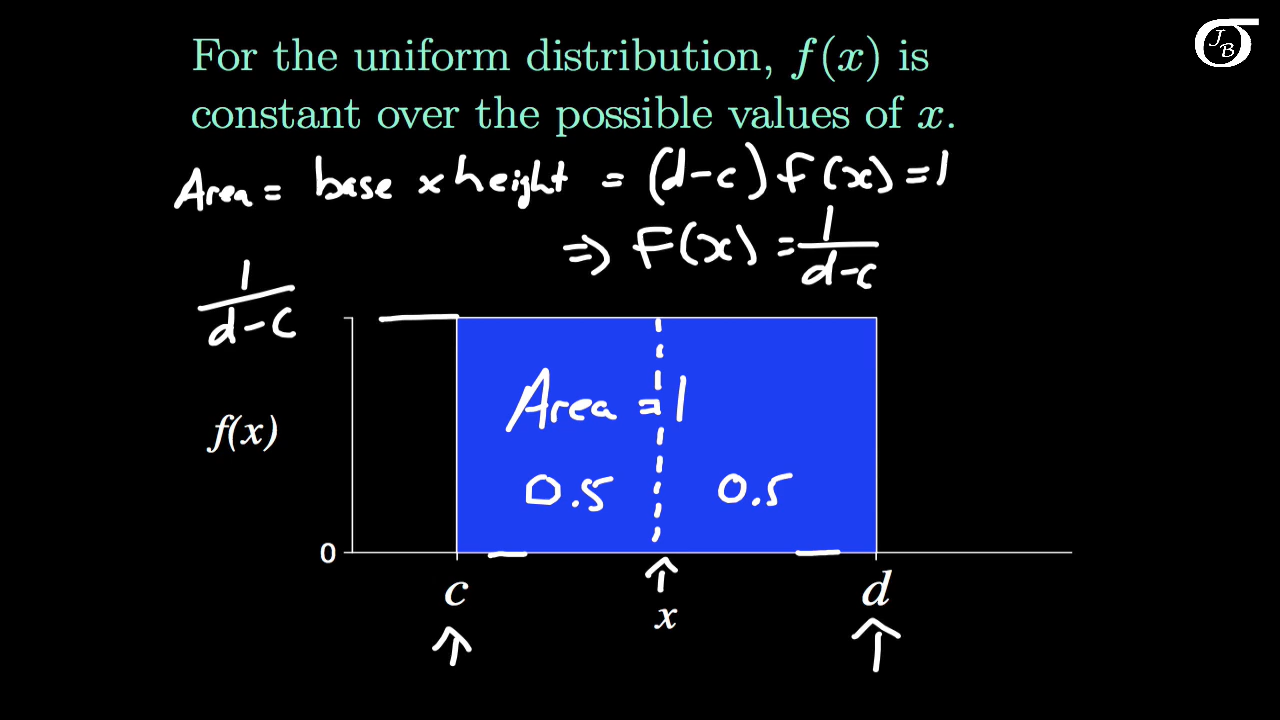 For the uniform distribution, f(x) is
constant over the possible values of x.
Area = base × height = (d-c) f(x) = 1
⇒ f(x) = 1/(d-c)
1/(d-c)
f(x)
Area = 1
0.5 0.5
0
c x d
JB